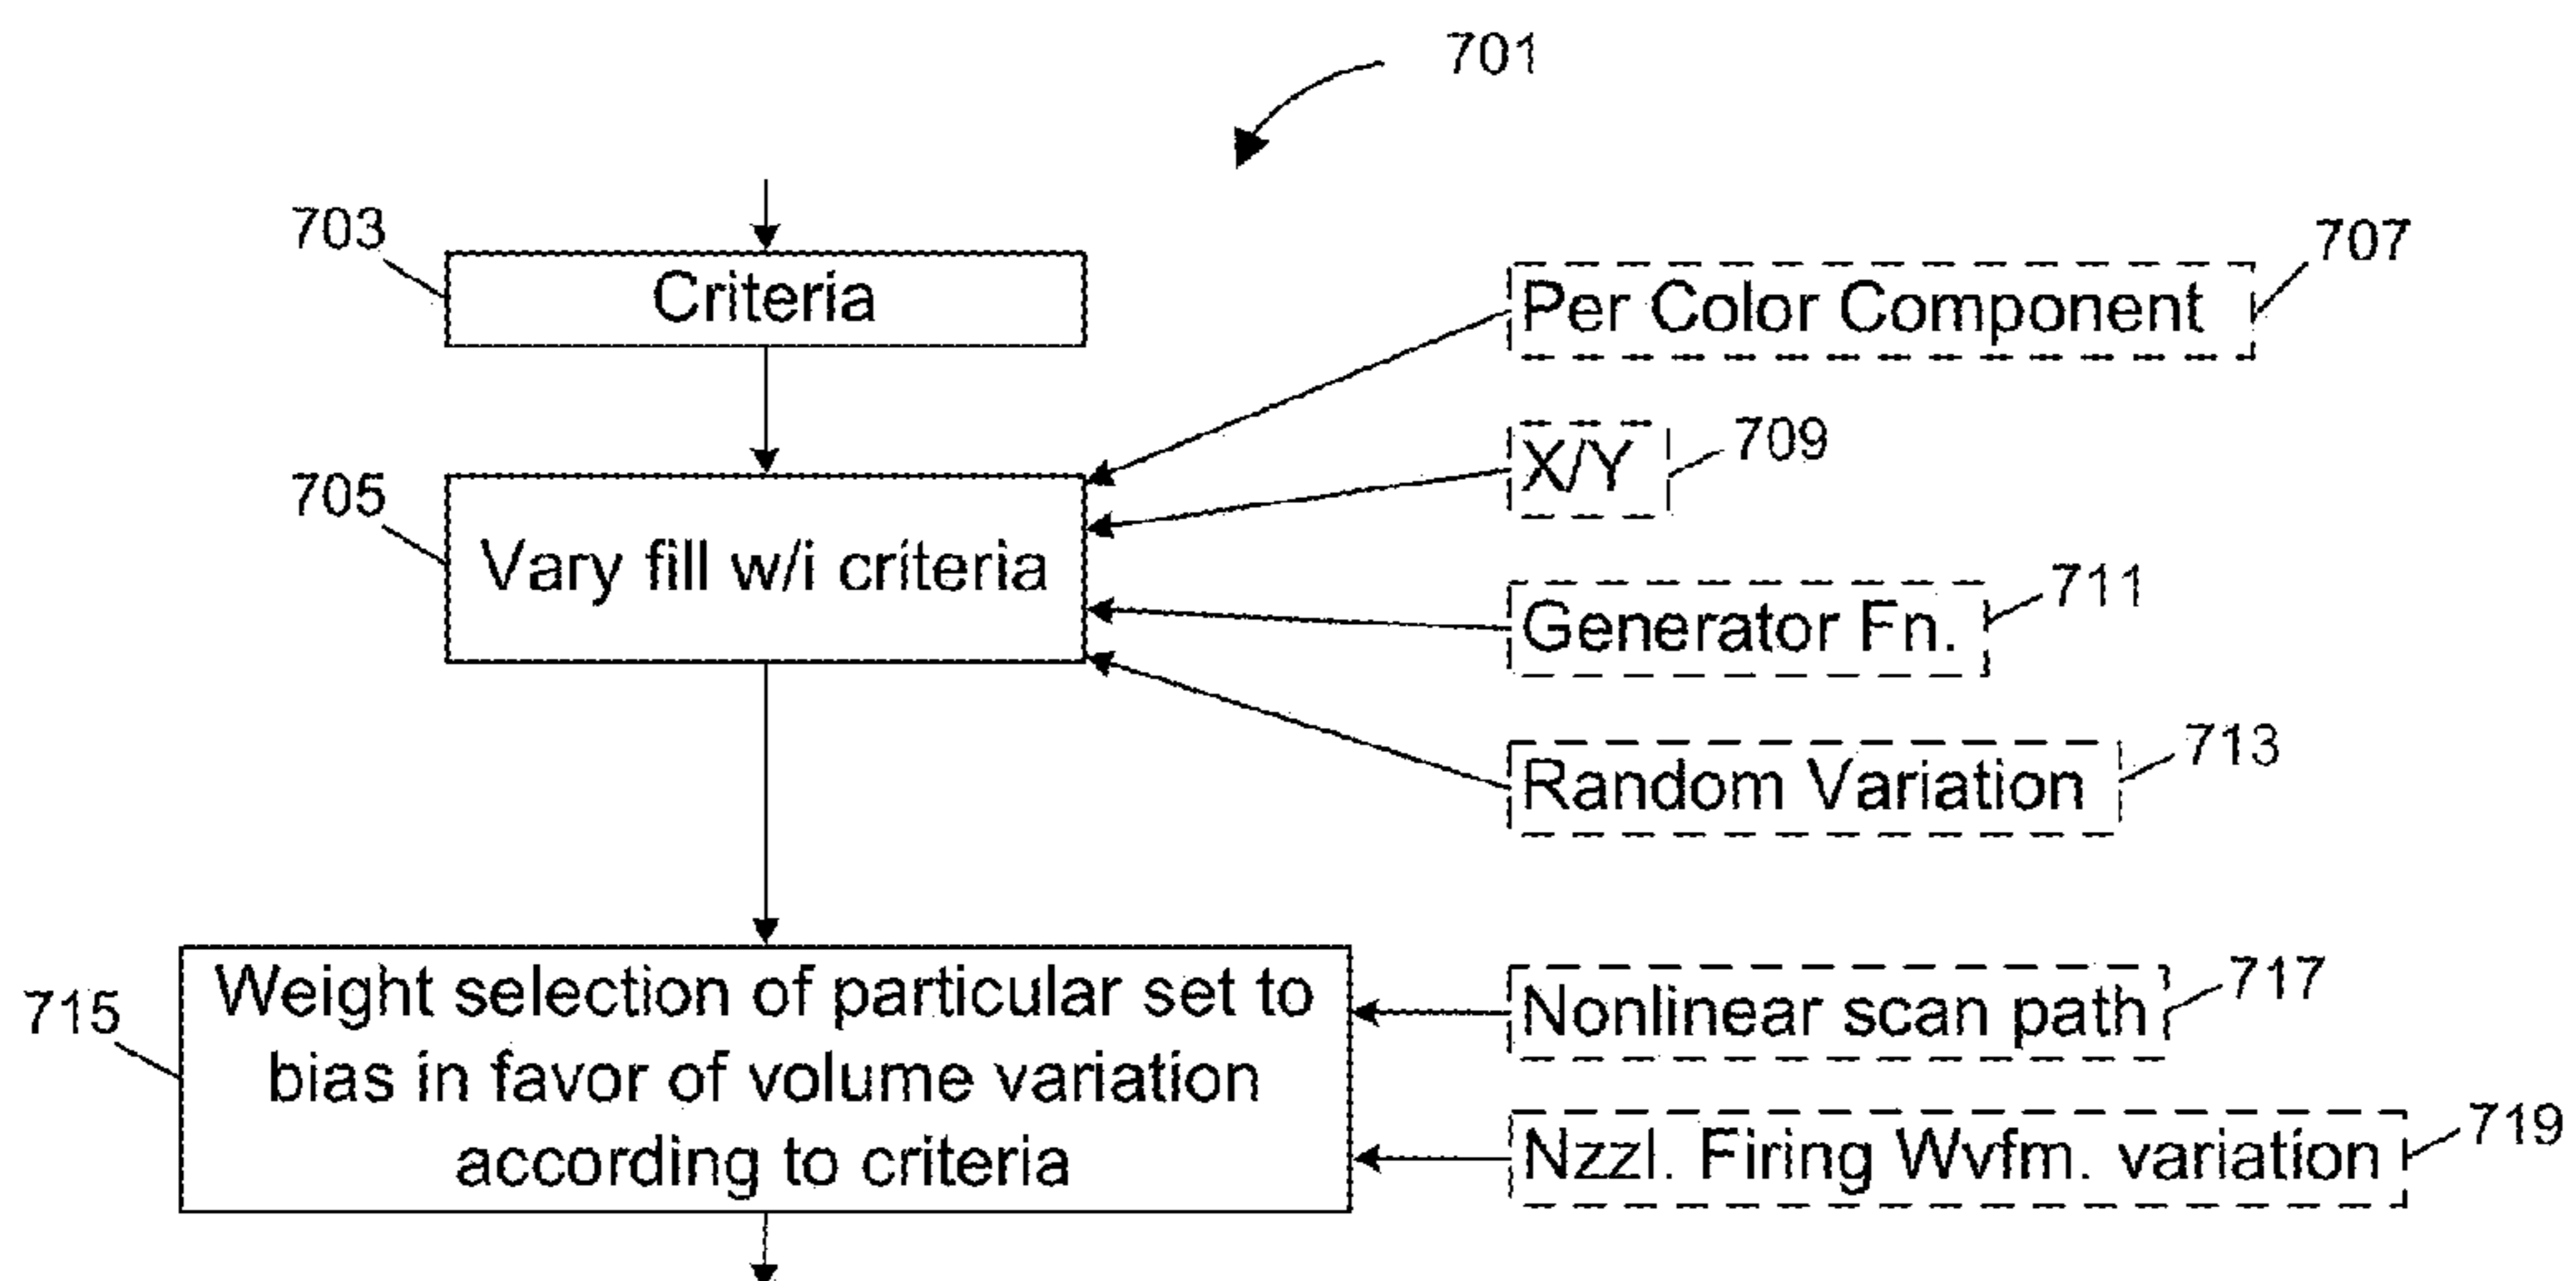 701
703
Criteria
Per Color Component
707
X/Y
709
705
Vary fill w/i criteria
Generator Fn.
711
Random Variation
713
715
Weight selection of particular set to
bias in favor of volume variation
according to criteria
Nonlinear scan path
717
Nzzl. Firing Wvfm. variation
719